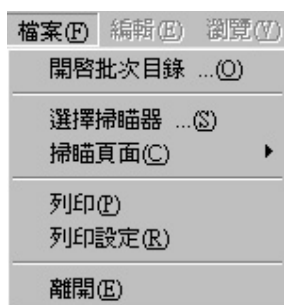 檔案(F) 編輯(E) 瀏覽(V)
開啓批次目錄 ...(O)
選擇掃瞄器 ...(S)
掃瞄頁面(C)
列印(P)
列印設定(R)
離開(E)